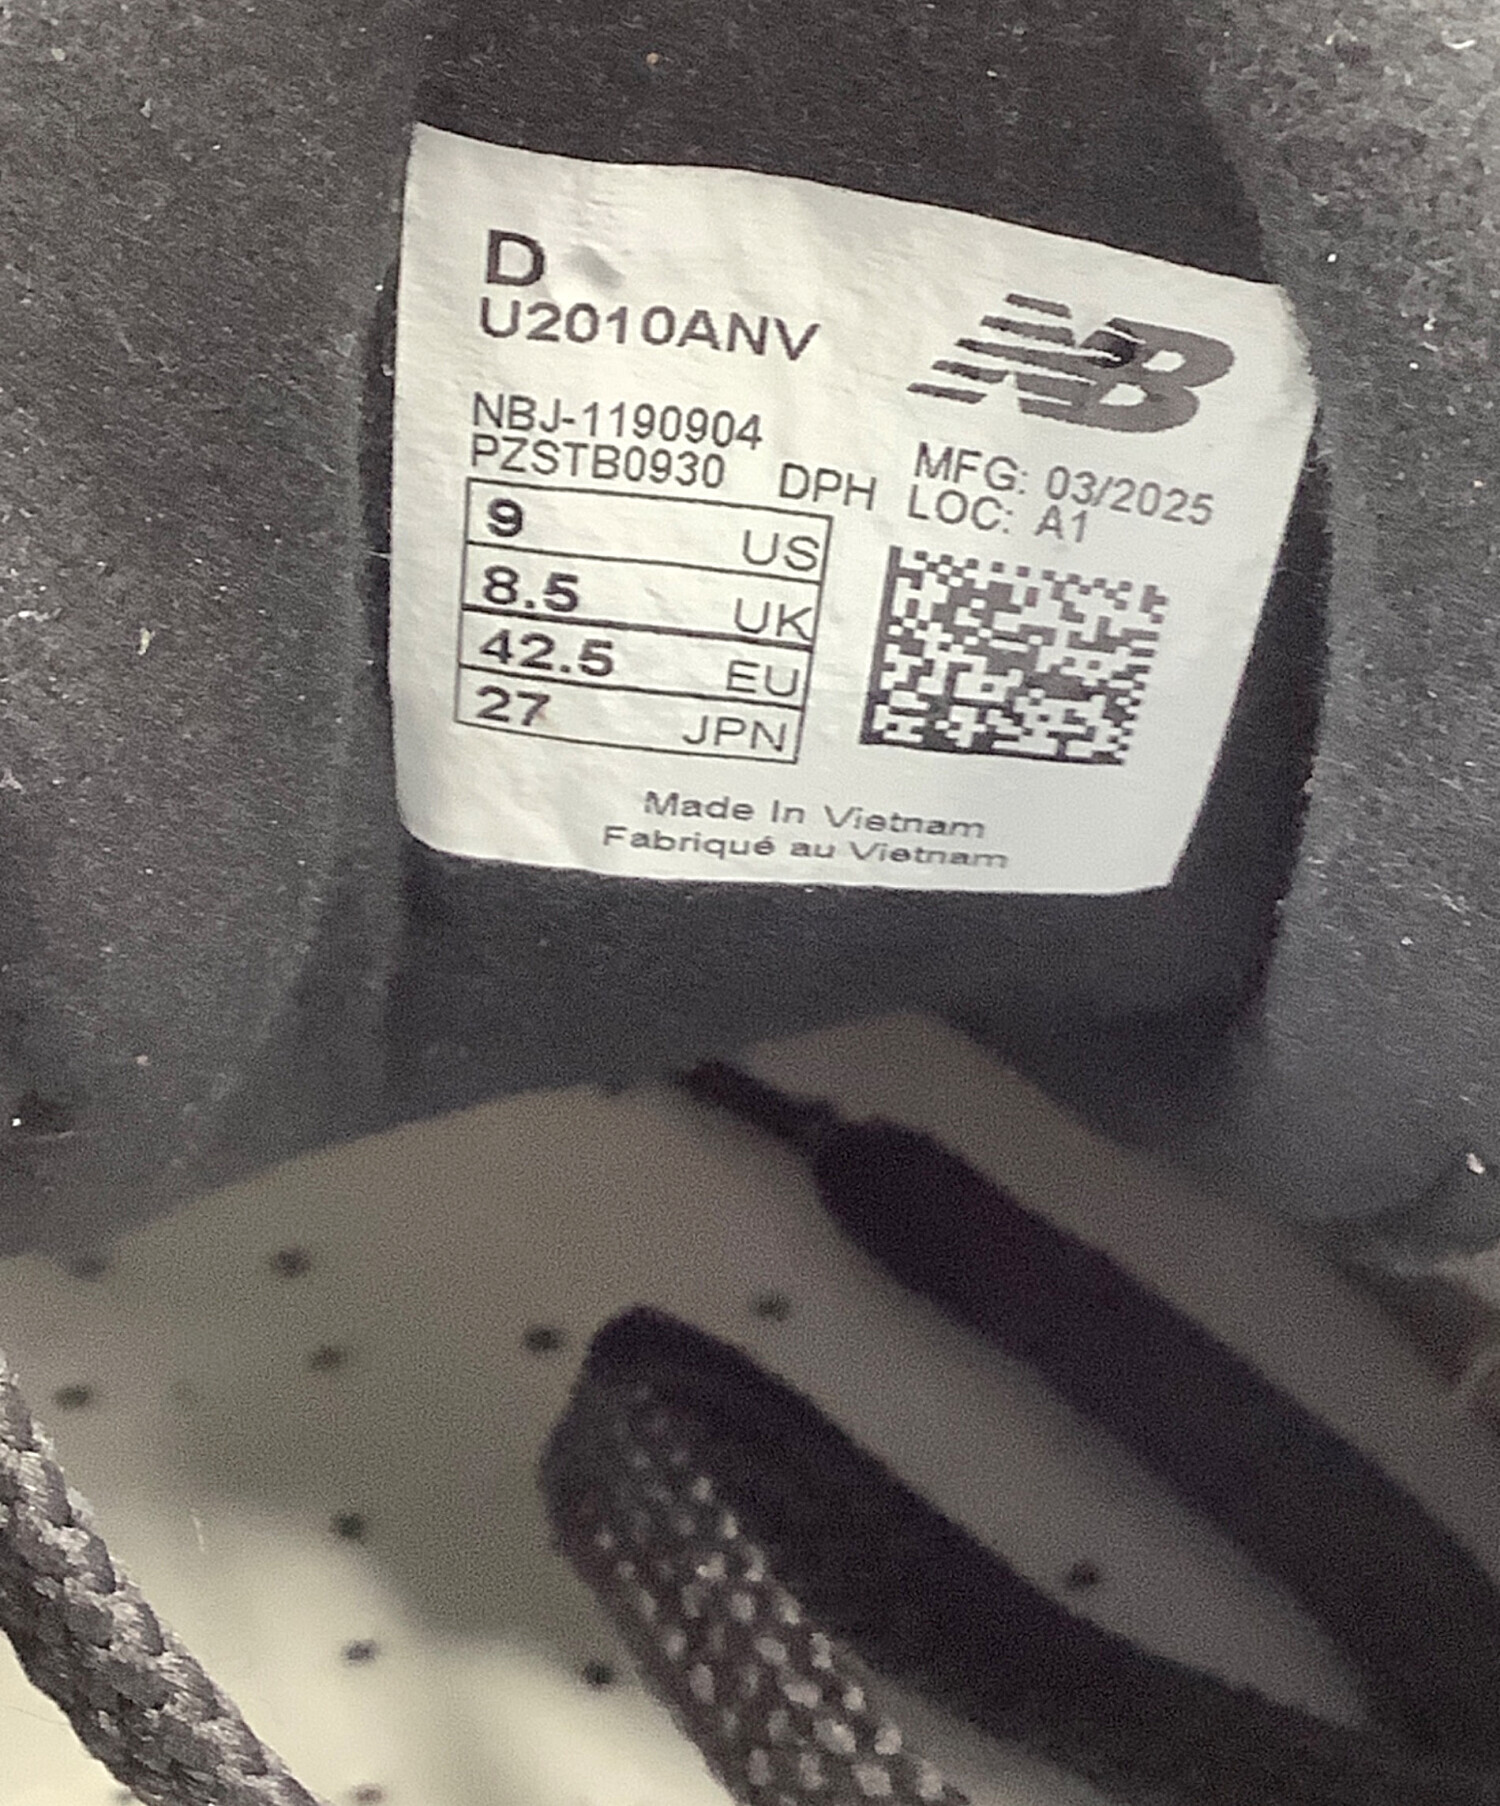 D
U2010ANV
NB
NBJ-1190904
PZSTB0930 DPH
MFG: 03/2025
LOC: A1
9 US
8.5 UK
42.5 EU
27 JPN
Made In Vietnam
Fabriqué au Vietnam